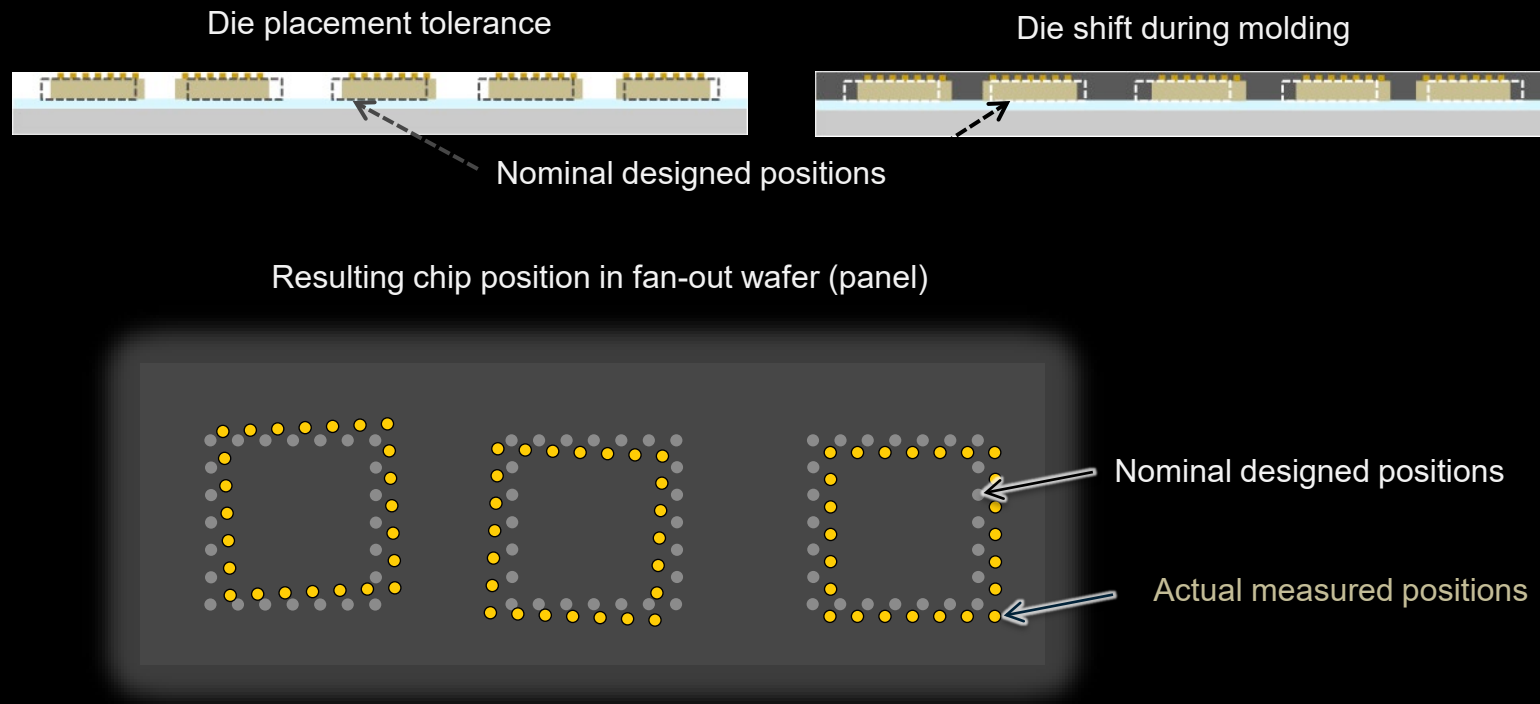 Die placement tolerance
Die shift during molding
Nominal designed positions
Resulting chip position in fan-out wafer (panel)
Nominal designed positions
Actual measured positions